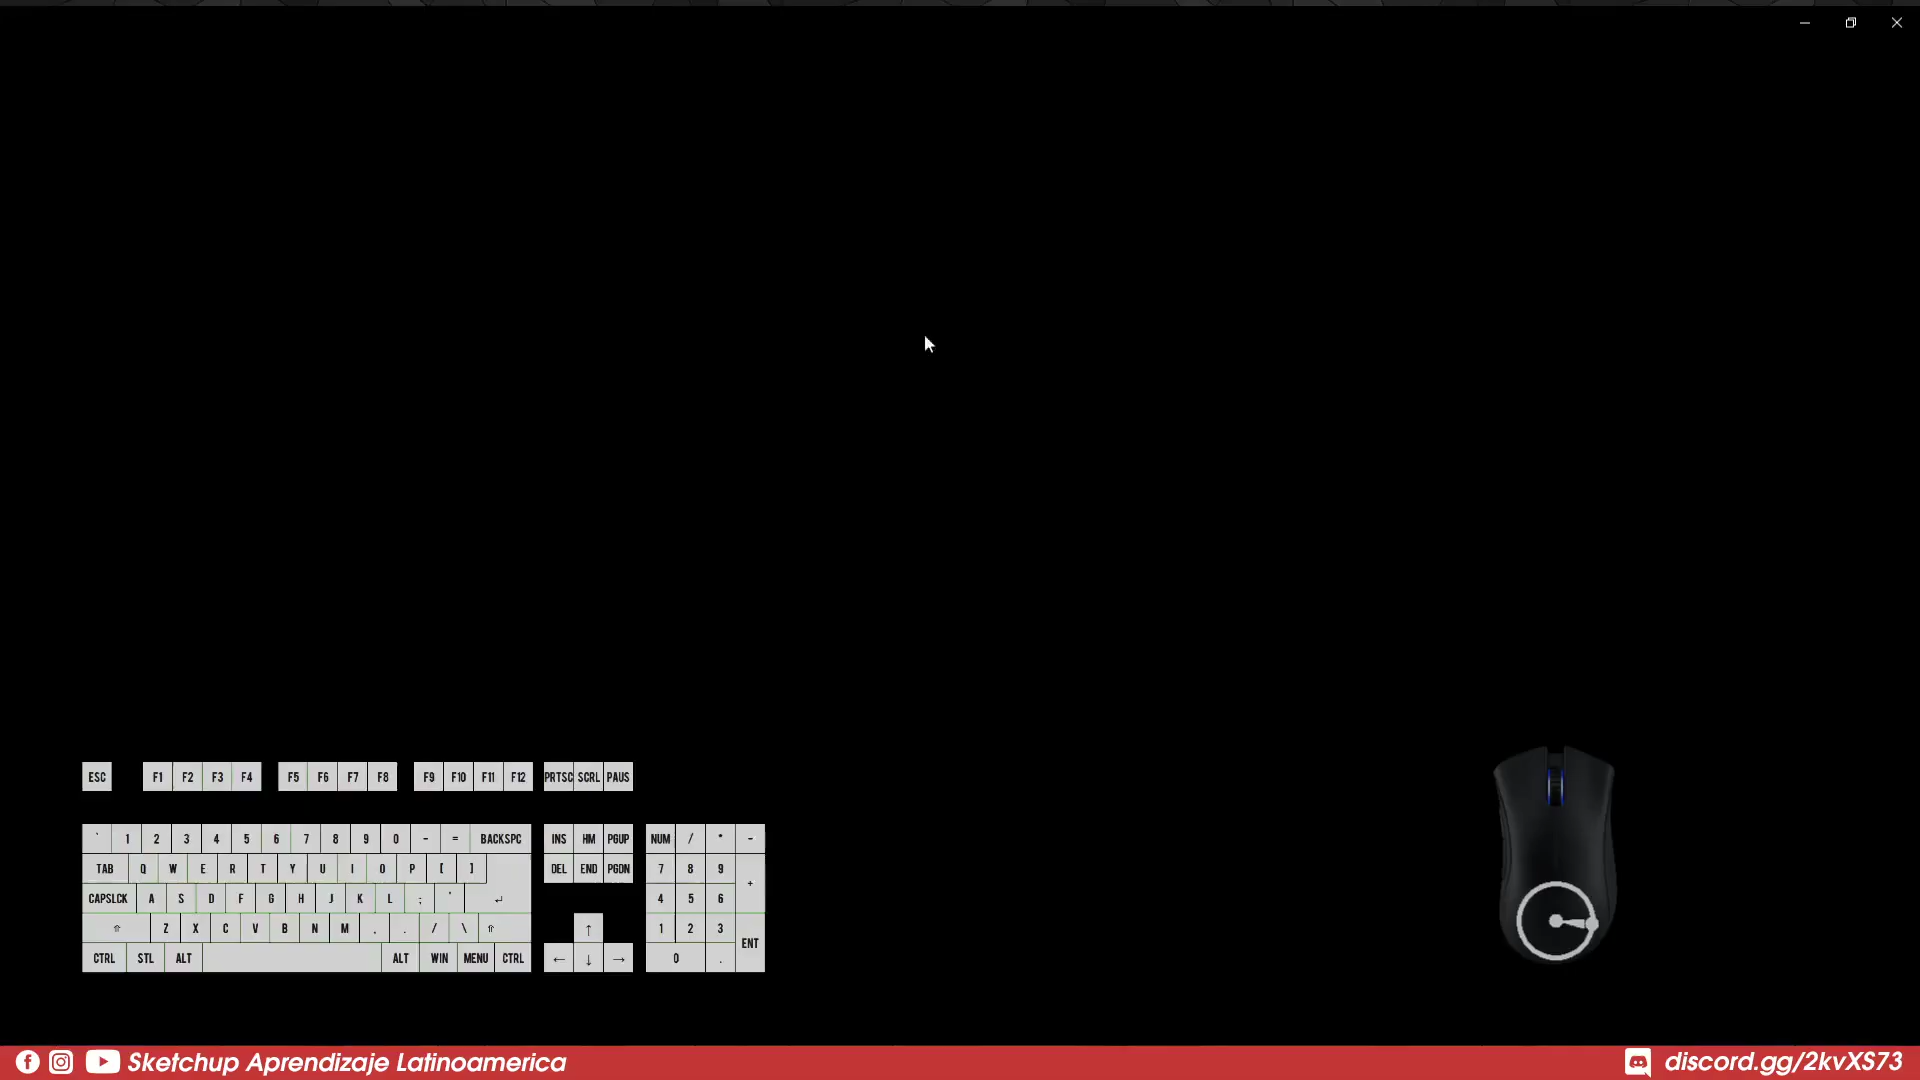 ESC F1 F2 F3 F4 F5 F6 F7 F8 F9 F10 F11 F12 PRTSC SCRL PAUS
` 1 2 3 4 5 6 7 8 9 0 - = BACKSPC INS HM PGUP NUM / * -
TAB Q W E R T Y U I O P [ ] DEL END PGDN 7 8 9 +
CAPSLCK A S D F G H J K L ; ' ↵ 4 5 6
⇧ Z X C V B N M , . / \ ⇧ ↑ 1 2 3 ENT
CTRL STL ALT ALT WIN MENU CTRL ← ↓ → 0 .
Sketchup Aprendizaje Latinoamerica
discord.gg/2kvXS73